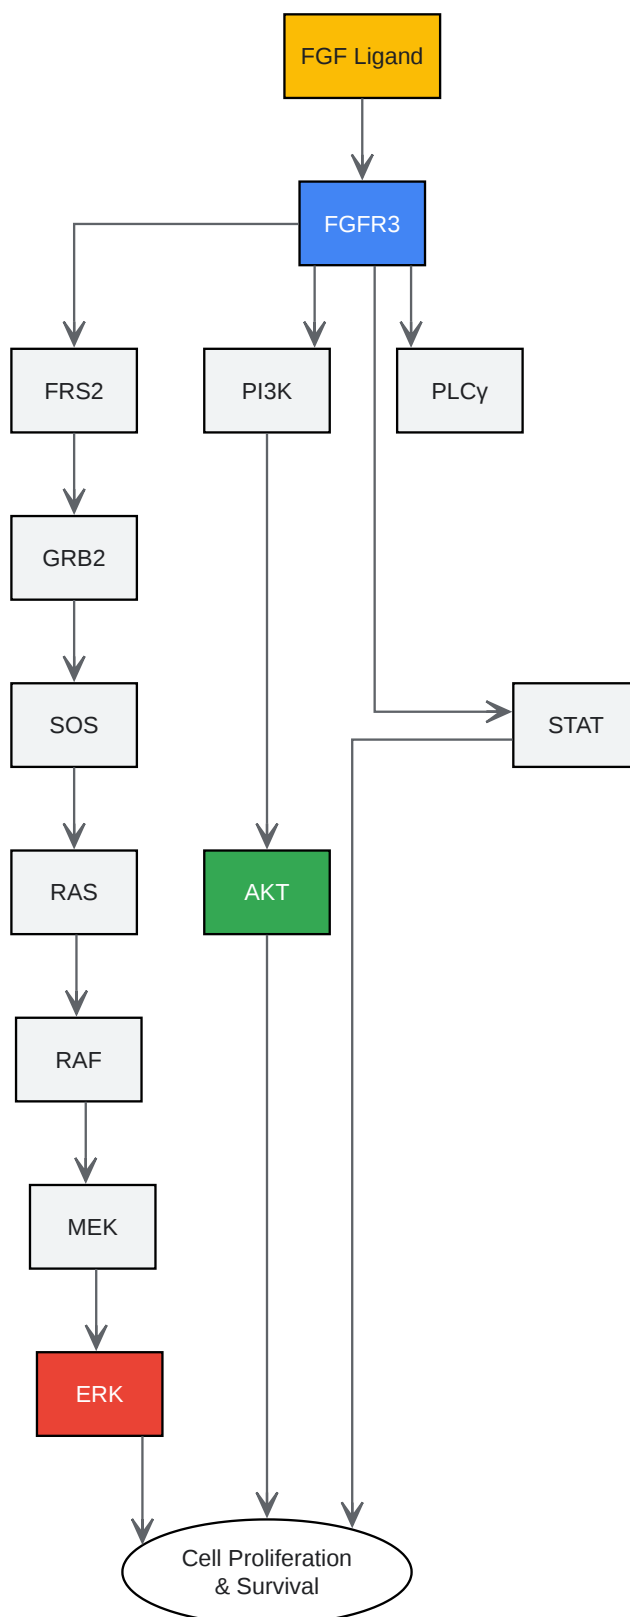 FGF Ligand
FGFR3
FRS2
PI3K
PLCγ
GRB2
SOS
STAT
RAS
AKT
RAF
MEK
ERK
Cell Proliferation
& Survival